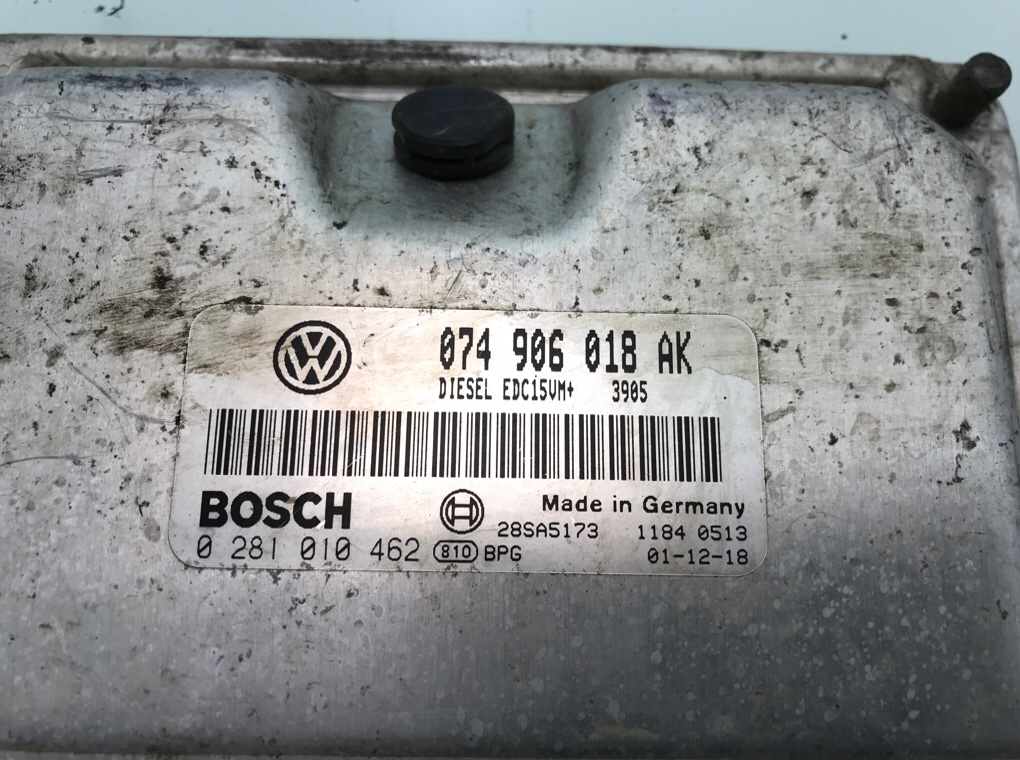 074 906 018 AK
DIESEL EDC15VM+ 3905
BOSCH
Made in Germany
28SA5173 1184 0513
0 281 010 462 810 BPG 01-12-18